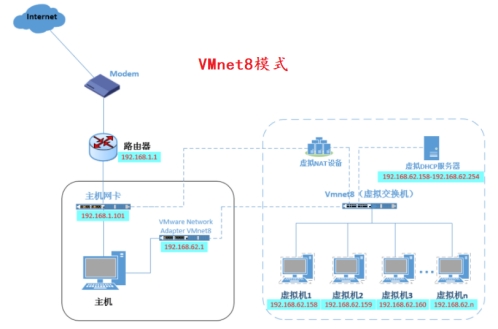 Internet
VMnet8模式
Modem
路由器
192.168.1.1
虚拟NAT设备
虚拟DHCP服务器
192.168.62.158-192.168.62.254
主机网卡
192.168.1.101
VMware Network
Adapter VMnet8
192.168.62.1
Vmnet8（虚拟交换机）
主机
虚拟机1
虚拟机2
虚拟机3
虚拟机n
192.168.62.158
192.168.62.159
192.168.62.160
192.168.62.n